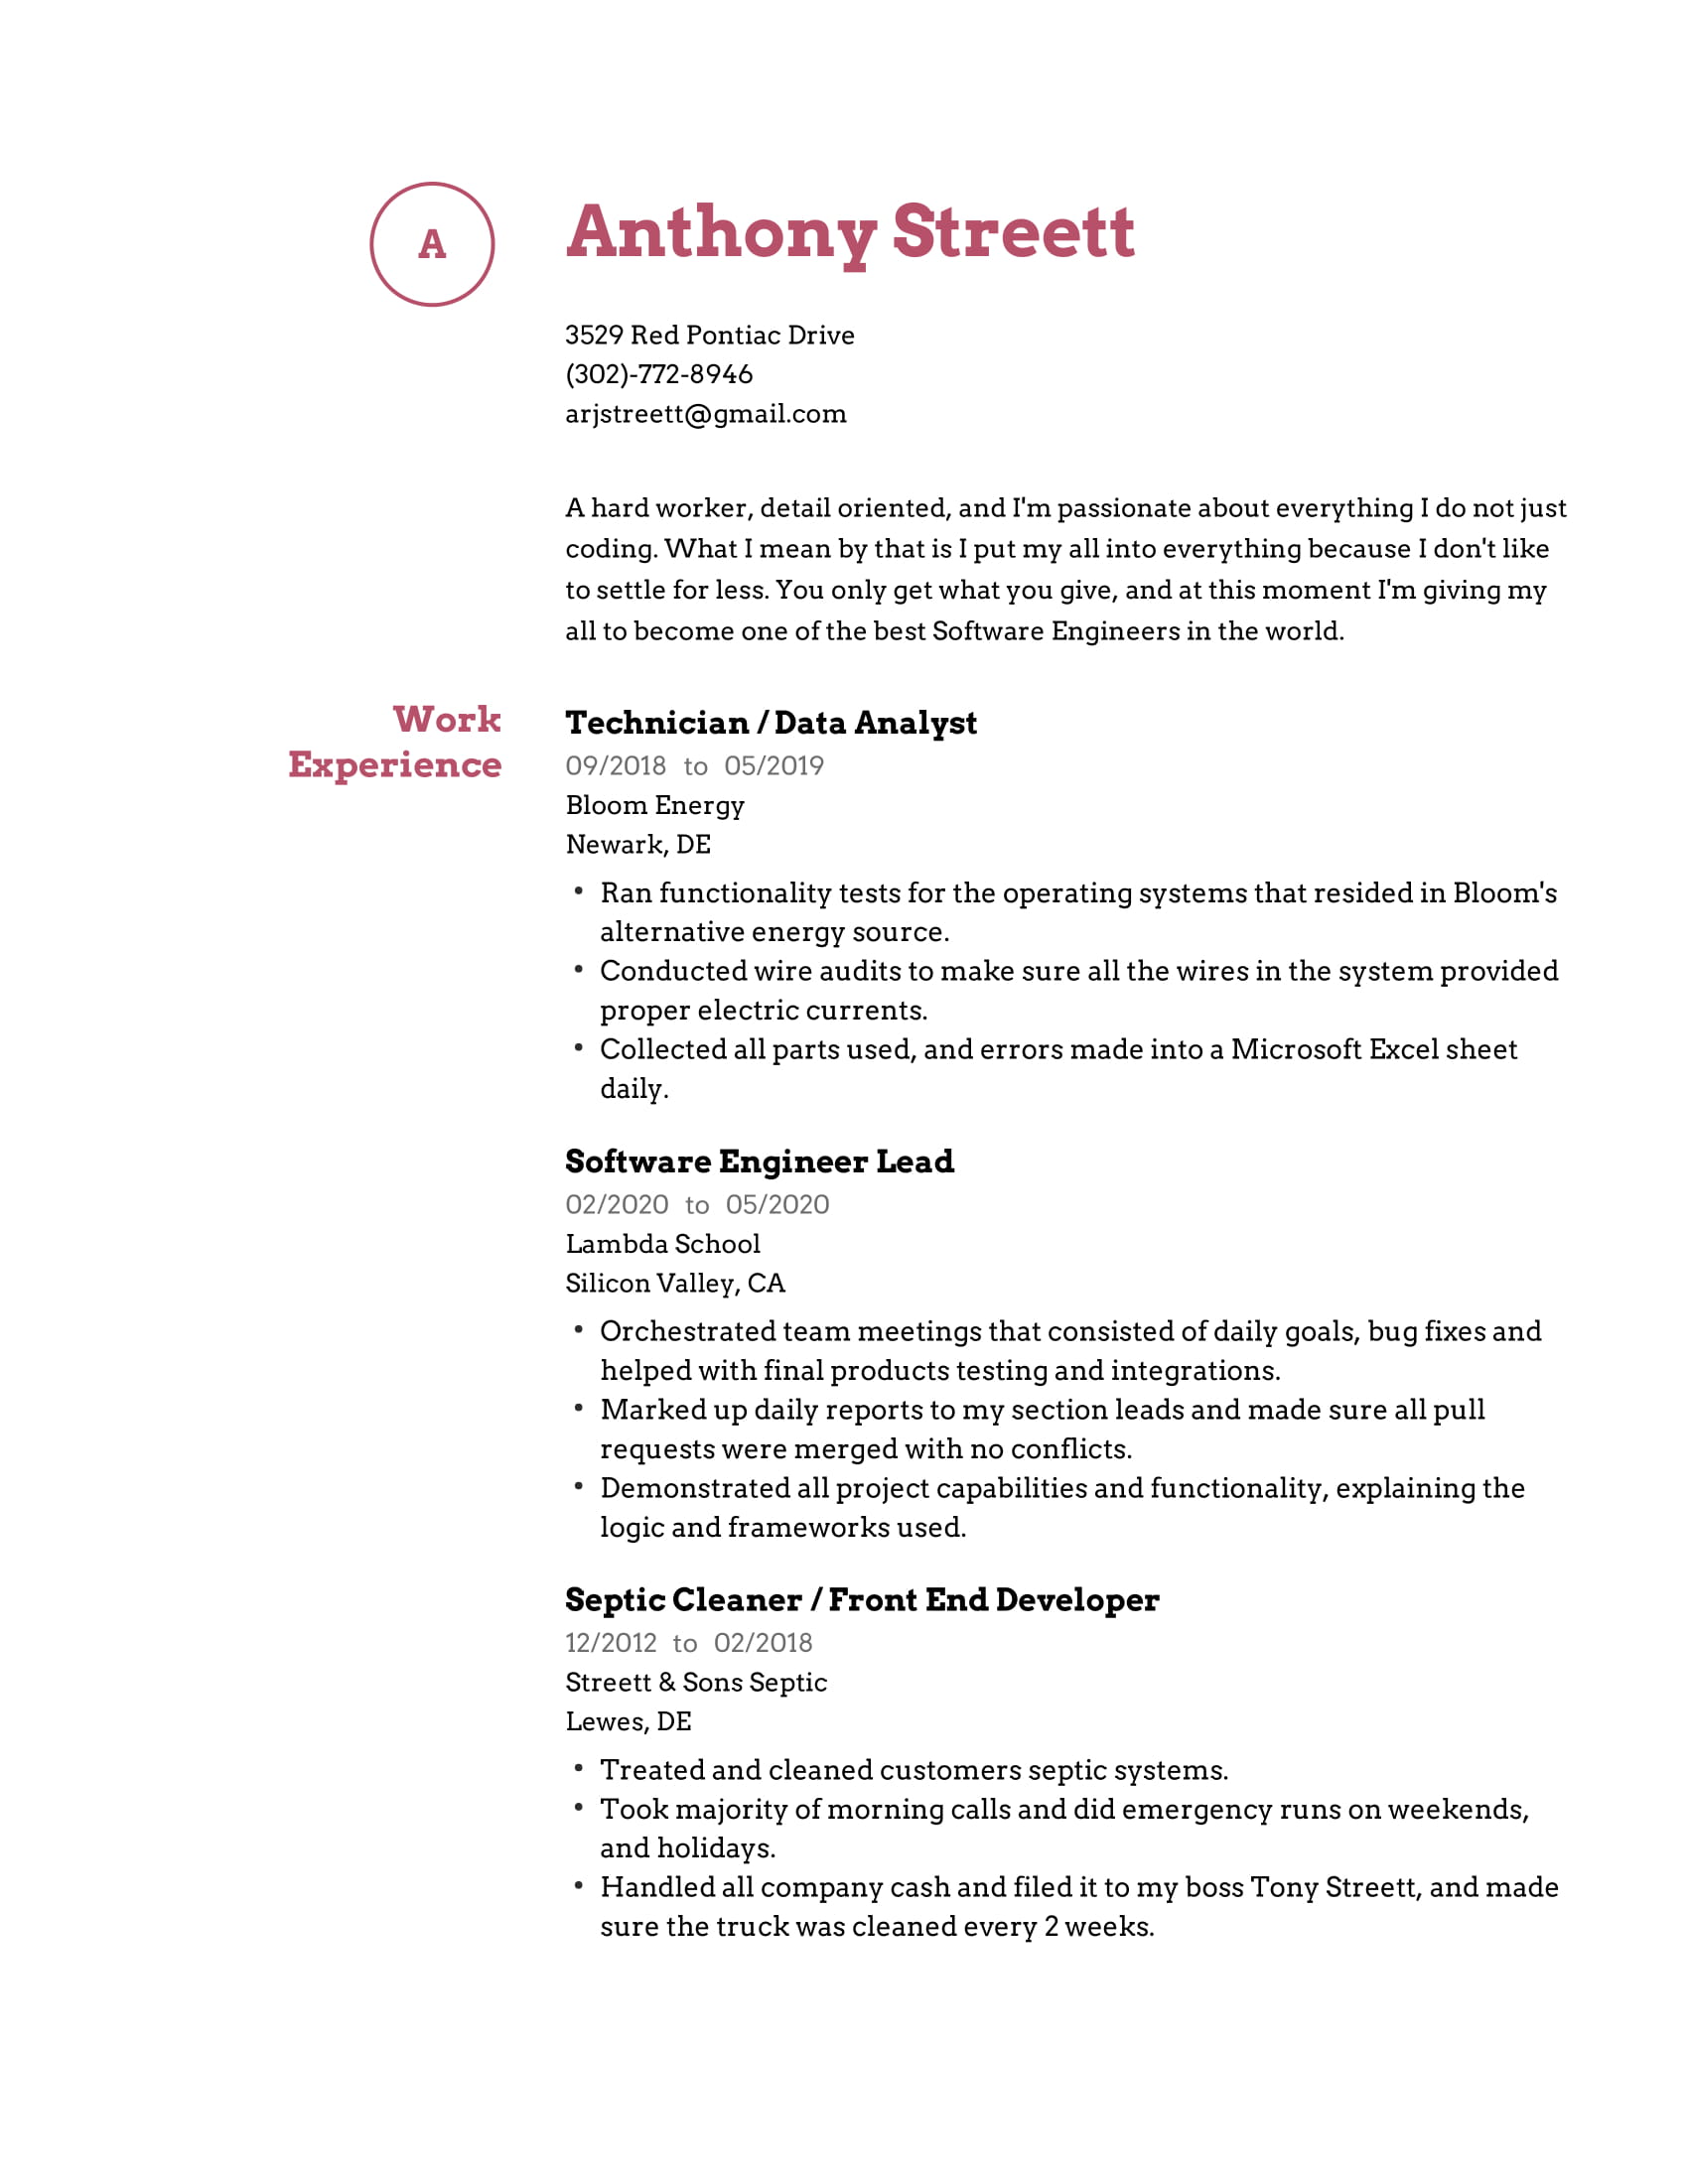 A
Anthony Streett
3529 Red Pontiac Drive
(302)-772-8946
arjstreett@gmail.com
A hard worker, detail oriented, and I'm passionate about everything I do not just
coding. What I mean by that is I put my all into everything because I don't like
to settle for less. You only get what you give, and at this moment I'm giving my
all to become one of the best Software Engineers in the world.
Work
Experience
Technician / Data Analyst
09/2018 to 05/2019
Bloom Energy
Newark, DE
• Ran functionality tests for the operating systems that resided in Bloom's
alternative energy source.
• Conducted wire audits to make sure all the wires in the system provided
proper electric currents.
• Collected all parts used, and errors made into a Microsoft Excel sheet
daily.
Software Engineer Lead
02/2020 to 05/2020
Lambda School
Silicon Valley, CA
• Orchestrated team meetings that consisted of daily goals, bug fixes and
helped with final products testing and integrations.
• Marked up daily reports to my section leads and made sure all pull
requests were merged with no conflicts.
• Demonstrated all project capabilities and functionality, explaining the
logic and frameworks used.
Septic Cleaner / Front End Developer
12/2012 to 02/2018
Streett & Sons Septic
Lewes, DE
• Treated and cleaned customers septic systems.
• Took majority of morning calls and did emergency runs on weekends,
and holidays.
• Handled all company cash and filed it to my boss Tony Streett, and made
sure the truck was cleaned every 2 weeks.